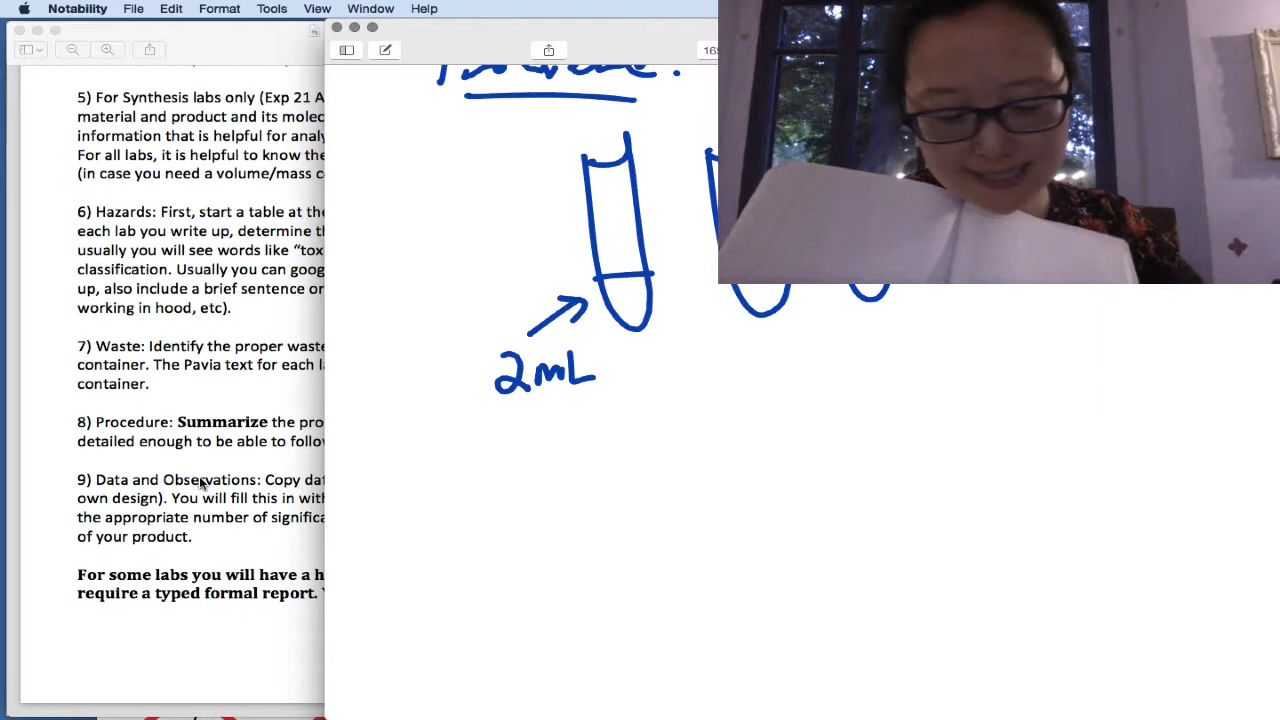 Notability File Edit Format Tools View Window Help
5) For Synthesis labs only (Exp 21 A
material and product and its molec
information that is helpful for analy
For all labs, it is helpful to know the
(in case you need a volume/mass c
6) Hazards: First, start a table at the
each lab you write up, determine th
usually you will see words like “tox
classification. Usually you can goog
up, also include a brief sentence or
working in hood, etc).
7) Waste: Identify the proper waste
container. The Pavia text for each la
container.
8) Procedure: Summarize the pro
detailed enough to be able to follow
9) Data and Observations: Copy dat
own design). You will fill this in with
the appropriate number of significa
of your product.
For some labs you will have a h
require a typed formal report.
2mL